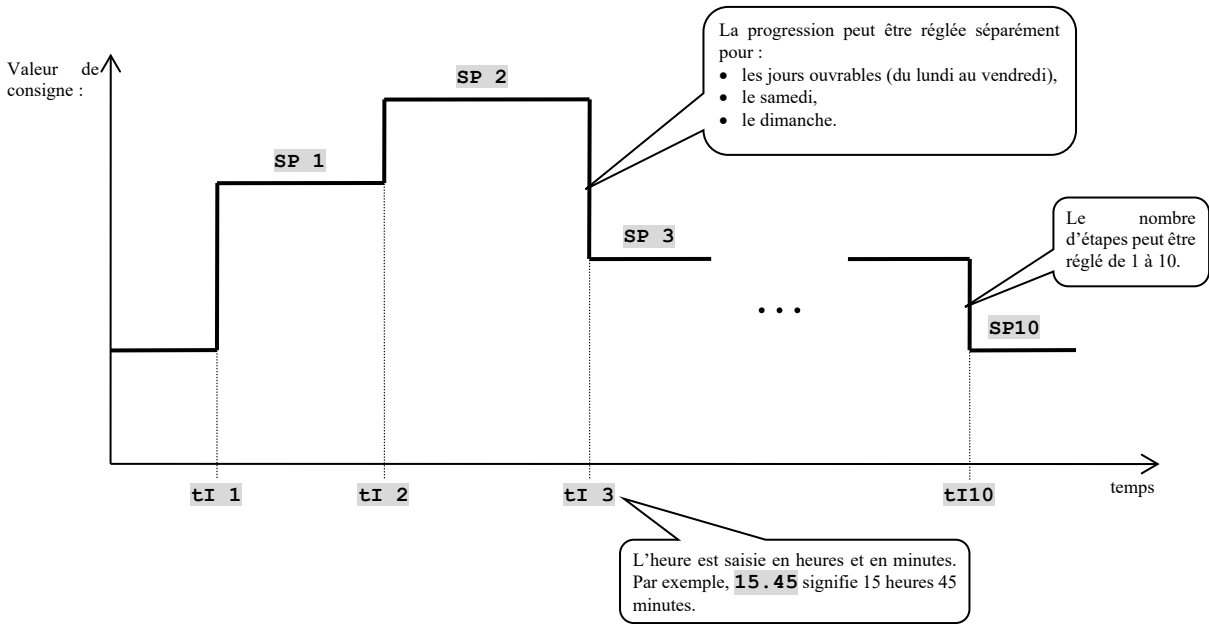 La progression peut être réglée séparément
pour :
• les jours ouvrables (du lundi au vendredi),
• le samedi,
• le dimanche.
Valeur de
consigne :
SP 2
SP 1
Le nombre
d'étapes peut être
réglé de 1 à 10.
SP 3
...
SP10
tI 1
tI 2
tI 3
tI10
temps
L'heure est saisie en heures et en minutes.
Par exemple, 15.45 signifie 15 heures 45
minutes.